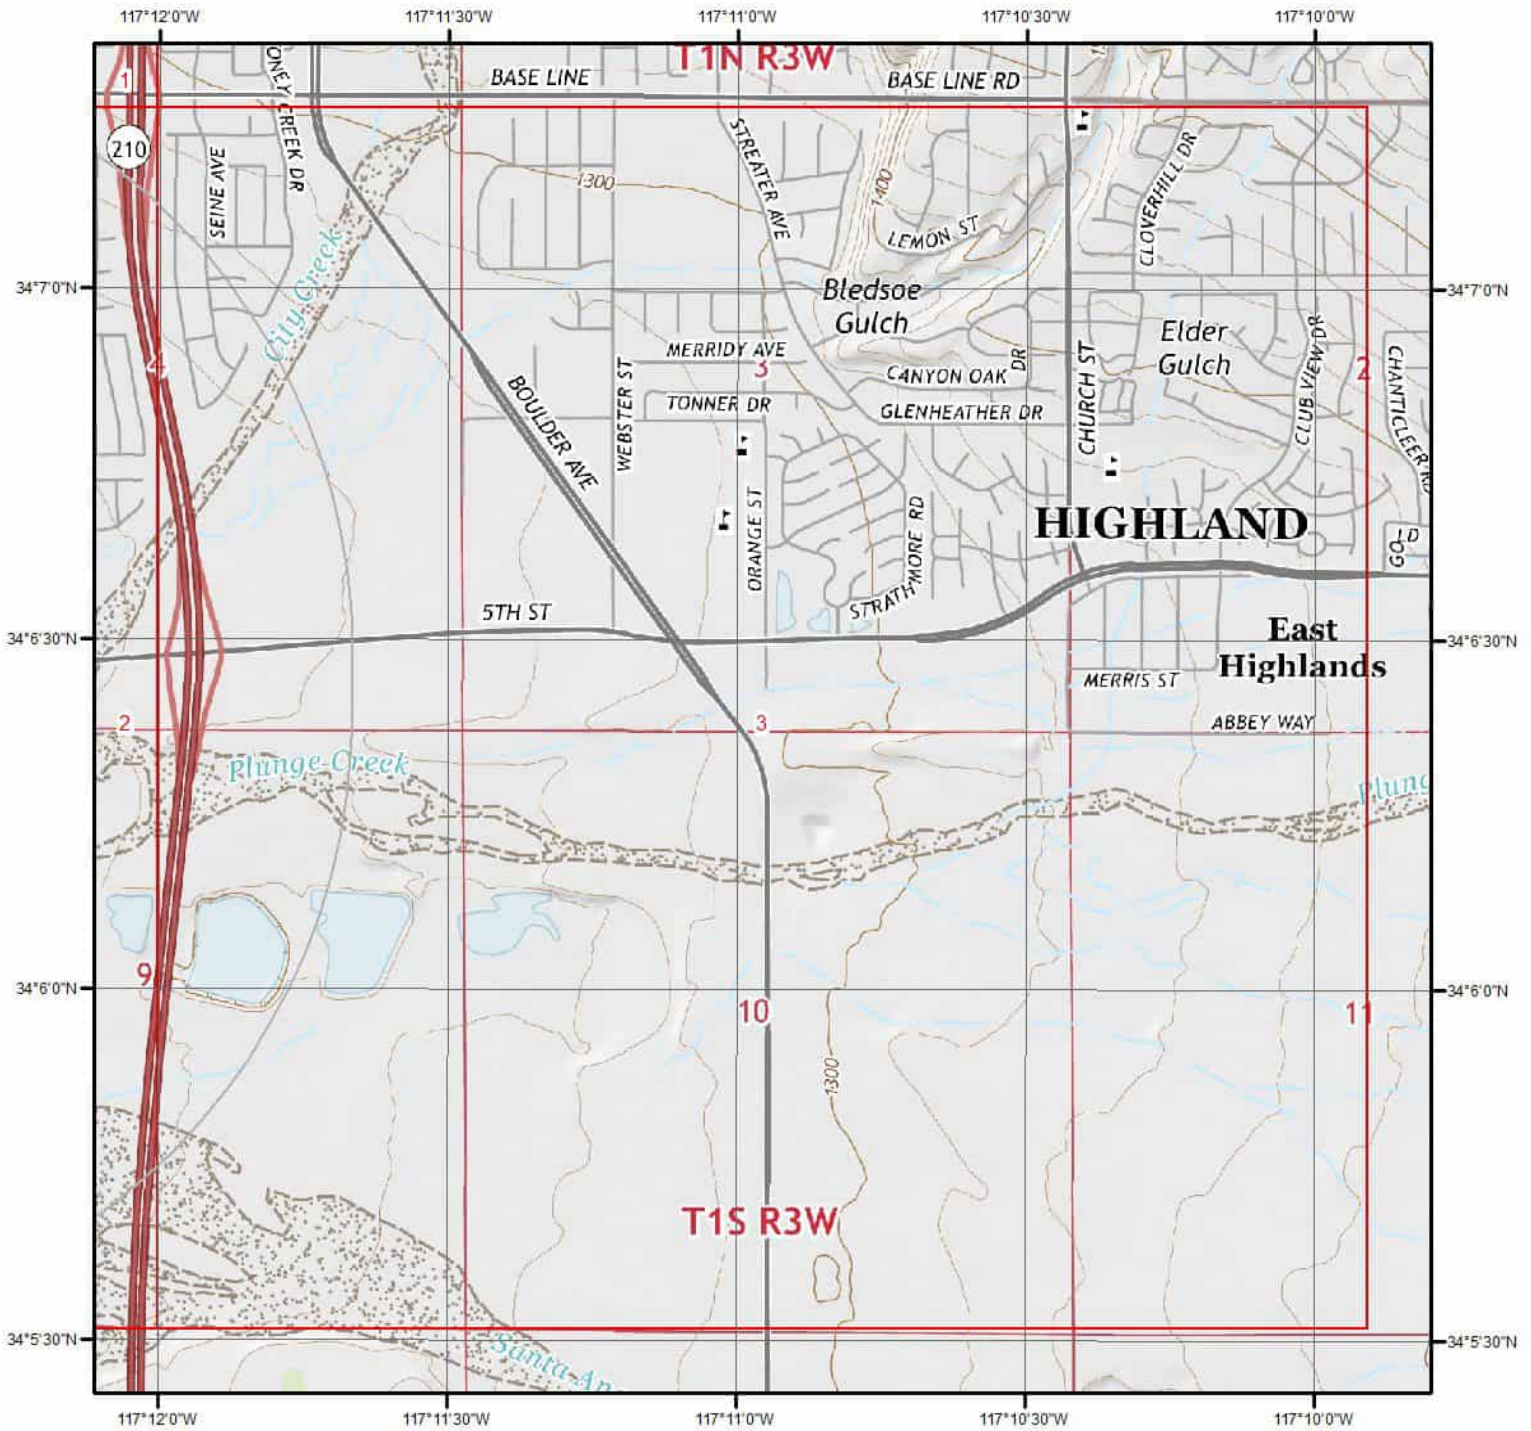 117°12'0"W
117°11'30"W
117°11'0"W
117°10'30"W
117°10'0"W
T1N R3W
1
BASE LINE
BASE LINE RD
210
SEINE AVE
ONEY CREEK DR
STREATER AVE
1300
1400
LEMON ST
CLOVERHILL DR
City Creek
34°7'0"N
34°7'0"N
Bledsoe
Gulch
Elder
Gulch
MERRIDY AVE
4
3
2
CANYON OAK DR
TONNER DR
GLENHEATHER DR
BOULDER AVE
WEBSTER ST
CHURCH ST
CLUB VIEW DR
CHANTICLEER RD
ORANGE ST
STRATHMORE RD
HIGHLAND
GOLD
5TH ST
34°6'30"N
34°6'30"N
East
Highlands
MERRIS ST
2
3
ABBEY WAY
Plunge Creek
Plung
9
34°6'0"N
34°6'0"N
10
11
1300
T1S R3W
34°5'30"N
34°5'30"N
Santa An
117°12'0"W
117°11'30"W
117°11'0"W
117°10'30"W
117°10'0"W